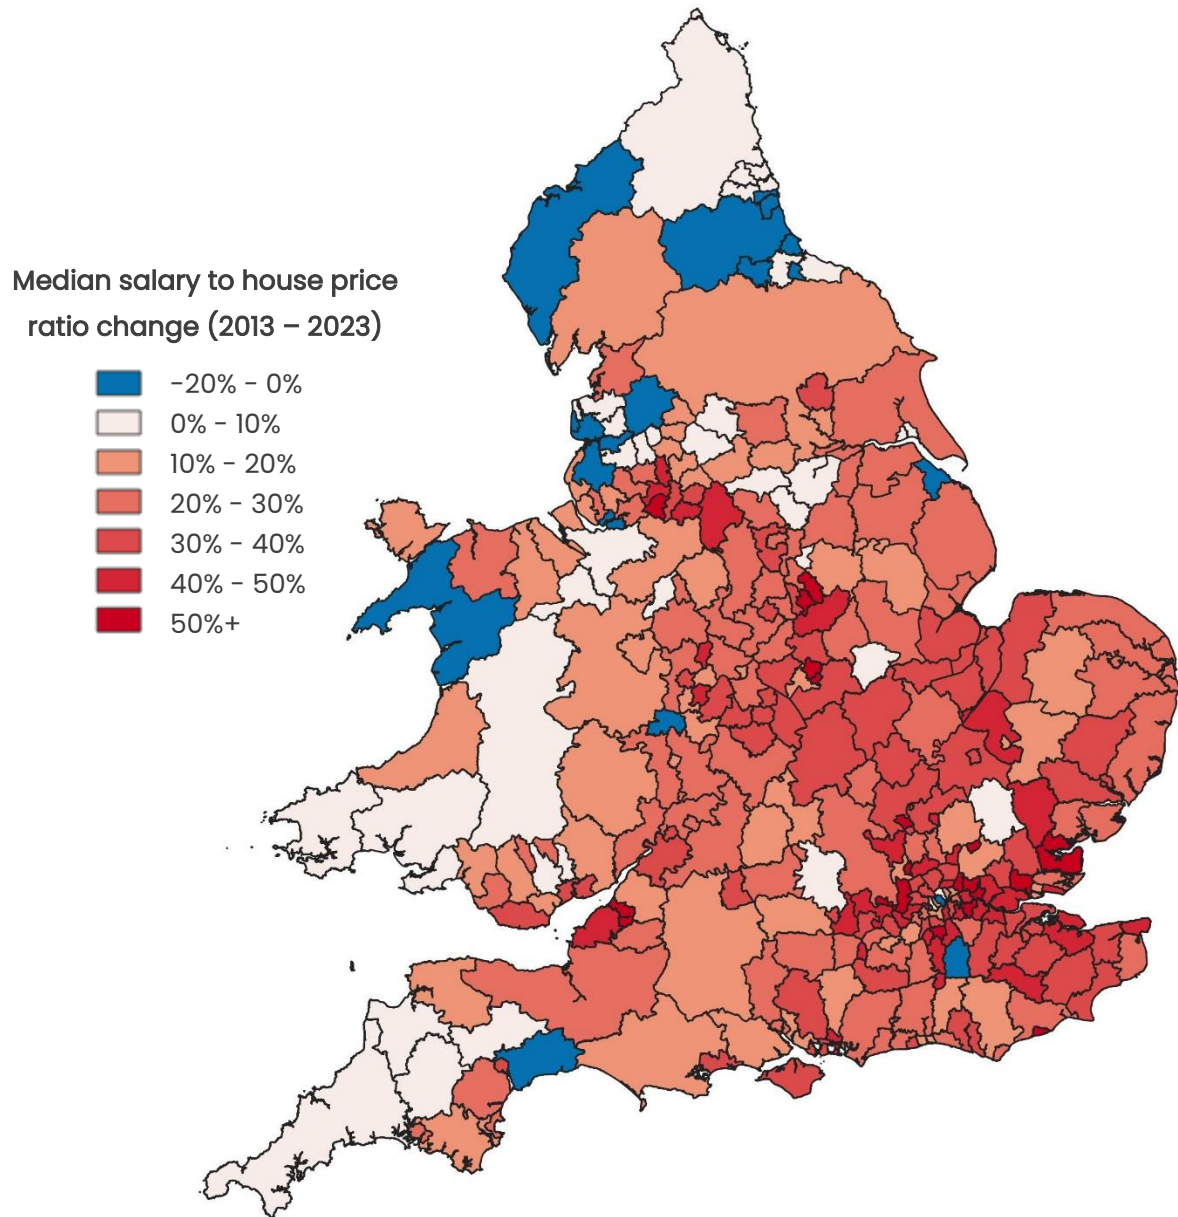 Median salary to house price
ratio change (2013 – 2023)
-20% - 0%
0% - 10%
10% - 20%
20% - 30%
30% - 40%
40% - 50%
50%+